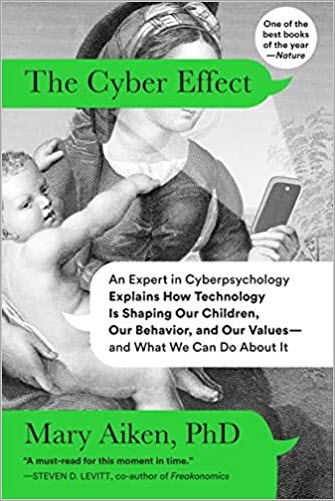 One of the
best books
of the year
—Nature
The Cyber Effect
An Expert in Cyberpsychology
Explains How Technology
Is Shaping Our Children,
Our Behavior, and Our Values—
and What We Can Do About It
Mary Aiken, PhD
"A must-read for this moment in time."
—STEVEN D. LEVITT, co-author of Freakonomics